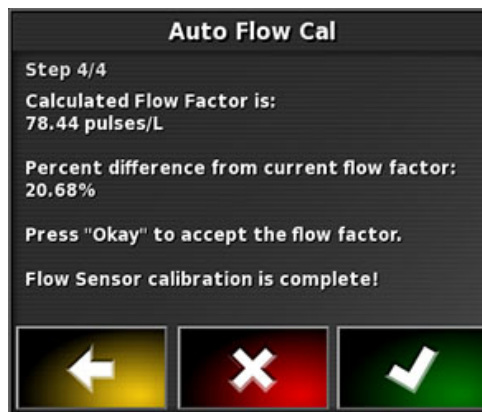 Auto Flow Cal
Step 4/4
Calculated Flow Factor is:
78.44 pulses/L
Percent difference from current flow factor:
20.68%
Press "Okay" to accept the flow factor.
Flow Sensor calibration is complete!